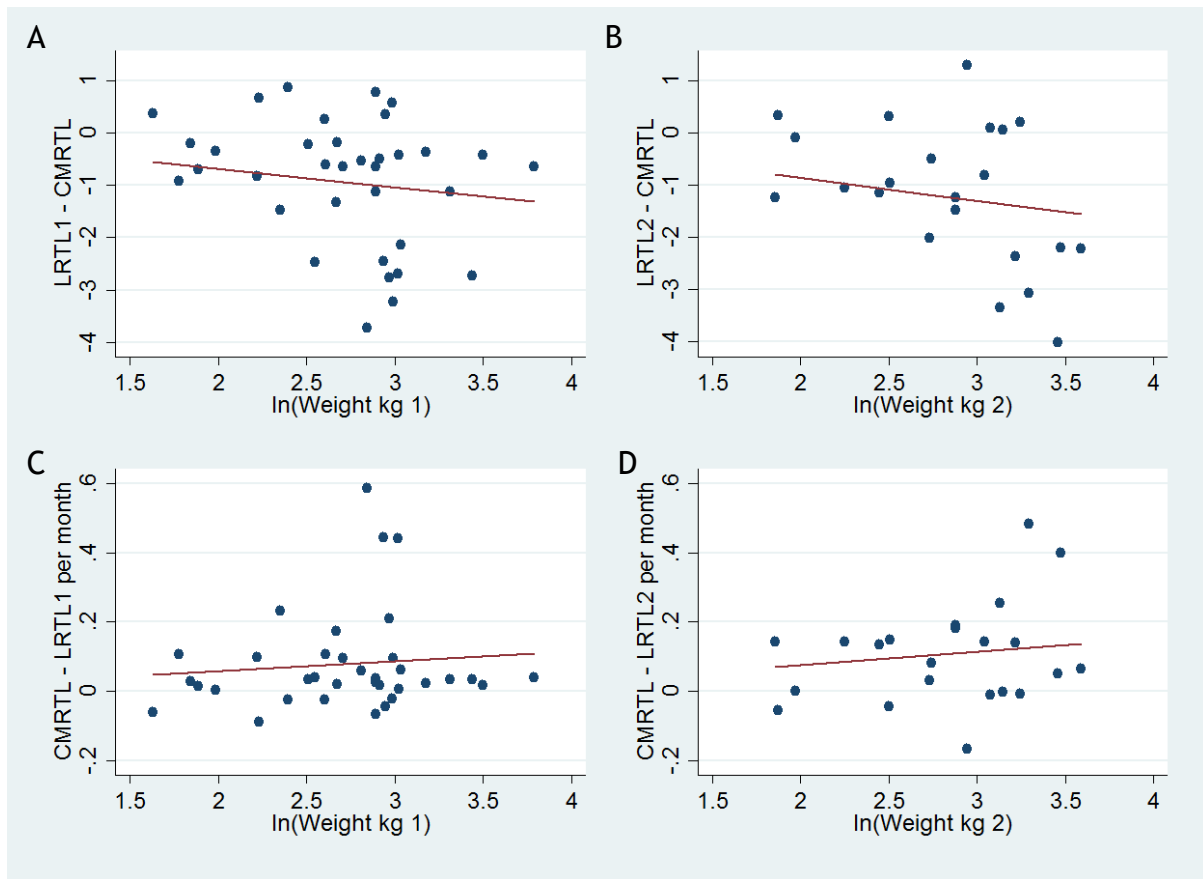 A
LRTL1 - CMRTL
1
0
-1
-2
-3
-4
1.5 2 2.5 3 3.5 4
ln(Weight kg 1)
B
LRTL2 - CMRTL
1
0
-1
-2
-3
-4
1.5 2 2.5 3 3.5 4
ln(Weight kg 2)
C
CMRTL - LRTL1 per month
.6
.4
.2
0
-.2
1.5 2 2.5 3 3.5 4
ln(Weight kg 1)
D
CMRTL - LRTL2 per month
.6
.4
.2
0
-.2
1.5 2 2.5 3 3.5 4
ln(Weight kg 2)